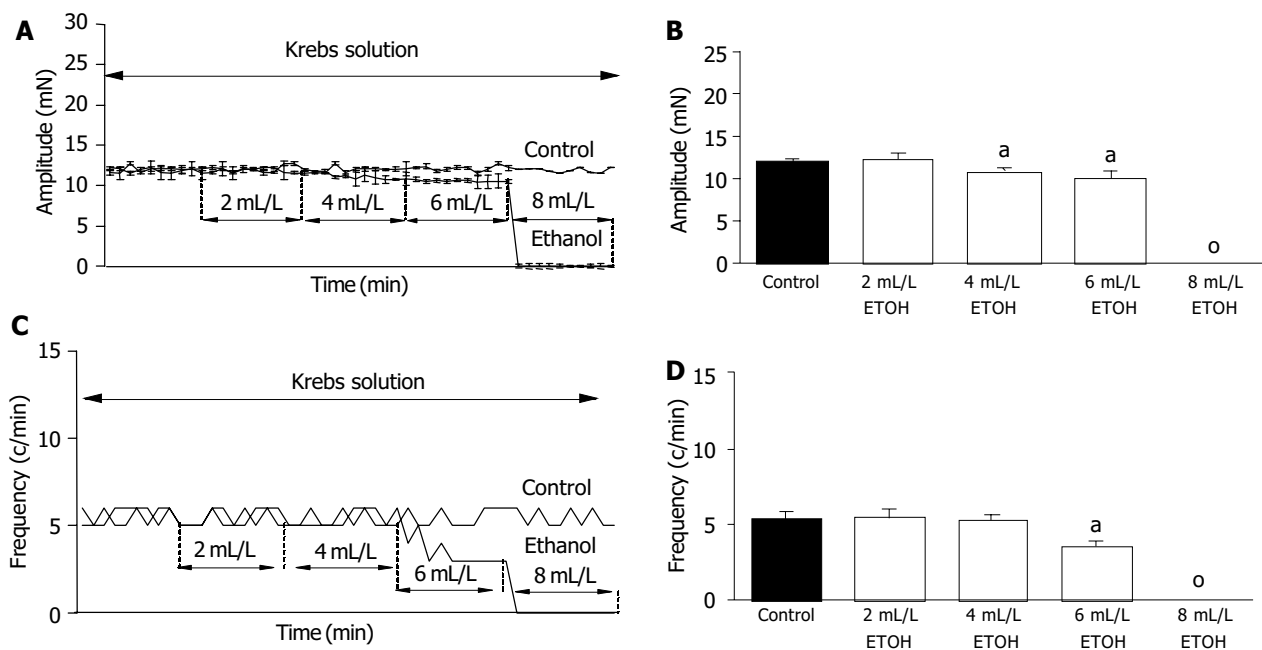 A
30
25
20
15
10
5
0
Amplitude (mN)
Krebs solution
Control
2 mL/L
4 mL/L
6 mL/L
8 mL/L
Ethanol
Time (min)
B
25
20
15
10
5
0
Amplitude (mN)
a
a
o
Control
2 mL/L
ETOH
4 mL/L
ETOH
6 mL/L
ETOH
8 mL/L
ETOH
C
15
10
5
0
Frequency (c/min)
Krebs solution
Control
Ethanol
2 mL/L
4 mL/L
6 mL/L
8 mL/L
Time (min)
D
15
10
5
0
Frequency (c/min)
a
o
Control
2 mL/L
ETOH
4 mL/L
ETOH
6 mL/L
ETOH
8 mL/L
ETOH